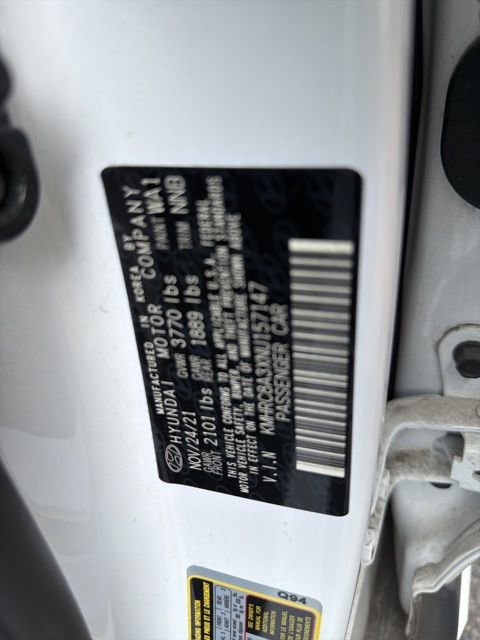 MANUFACTURED IN KOREA BY
HYUNDAI MOTOR COMPANY
NOV/24/21 GVWR 3770 lbs PAINT WA1
GAWR FRONT 2101 lbs GAWR REAR 1889 lbs TRIM NNB
THIS VEHICLE CONFORMS TO ALL APPLICABLE U.S.A. FEDERAL
MOTOR VEHICLE SAFETY, BUMPER, AND THEFT PREVENTION STANDARDS
IN EFFECT ON THE DATE OF MANUFACTURE SHOWN ABOVE
V.I.N KMHRC8A3XNU157147
PASSENGER CAR
034